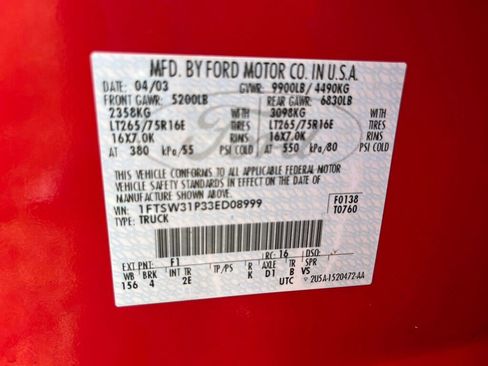 MFD. BY FORD MOTOR CO. IN U.S.A.
DATE: 04/03 GVWR: 9900LB/ 4490KG
FRONT GAWR: 5200LB REAR GAWR: 6830LB
2358KG WITH 3098KG WITH
LT265/75R16E TIRES LT265/75R16E TIRES
16X7.0K RIMS 16X7.0K RIMS
AT 380 kPa/55 PSI COLD AT 550 kPa/80 PSI COLD
THIS VEHICLE CONFORMS TO ALL APPLICABLE FEDERAL MOTOR
VEHICLE SAFETY STANDARDS IN EFFECT ON THE DATE OF
MANUFACTURE SHOWN ABOVE.
VIN: 1FTSW31P33ED08999 F0138
TYPE: TRUCK T0760
EXT PNT: F1 RC: 16 DSO:
WB BRK INT TR TP/PS R AXLE TR SPR
156 4 2E K D1 B VS
UTC 2U5A-1520472-AA
Ford